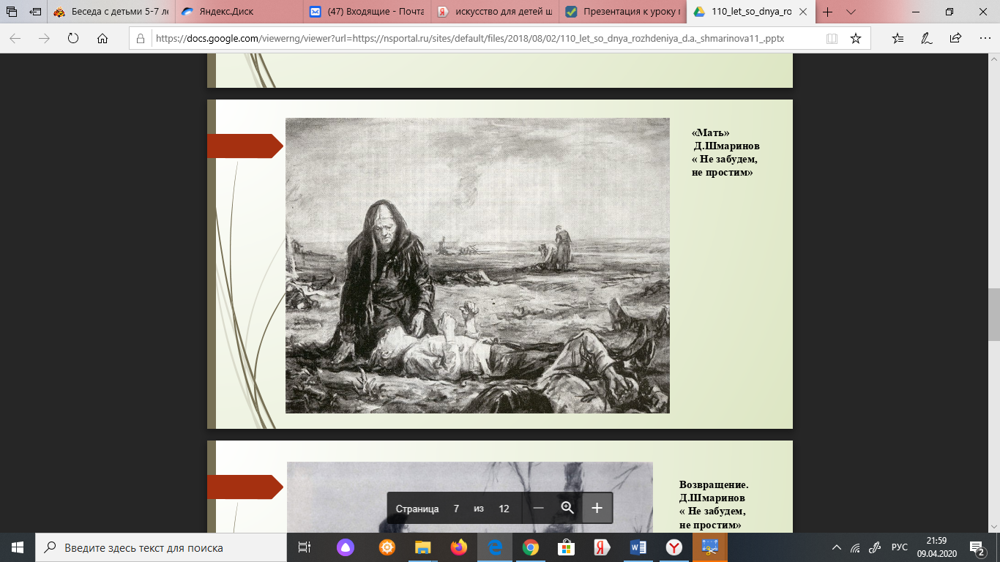 Беседа с детьми 5-7 ле
Яндекс.Диск
(47) Входящие - Почта
искусство для детей ш
Презентация к уроку п
110_let_so_dnya_ro
https://docs.google.com/viewerng/viewer?url=https://nsportal.ru/sites/default/files/2018/08/02/110_let_so_dnya_rozhdeniya_d.a._shmarinova11_.pptx
«Мать»
Д.Шмаринов
« Не забудем,
не простим»
Возвращение.
Д.Шмаринов
« Не забудем,
не простим»
Страница 7 из 12
Введите здесь текст для поиска
РУС
21:59
09.04.2020
2